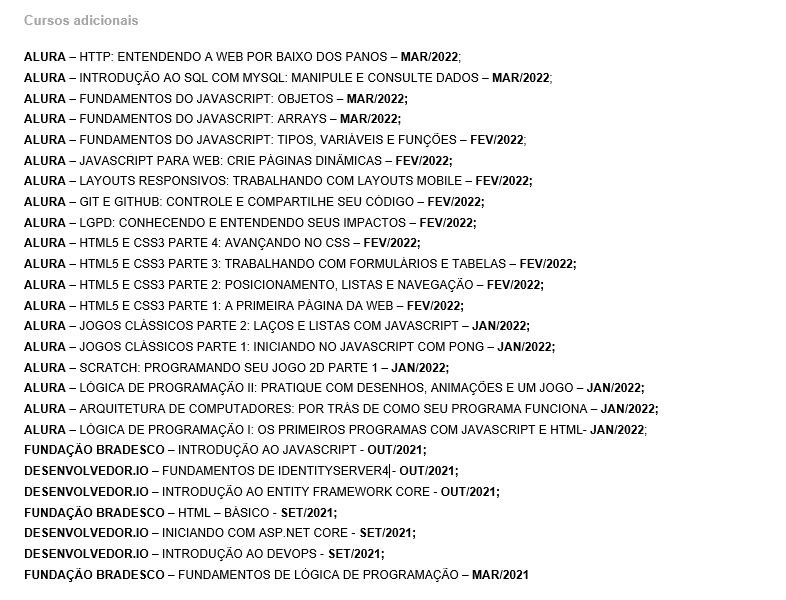 Cursos adicionais
ALURA – HTTP: ENTENDENDO A WEB POR BAIXO DOS PANOS – MAR/2022;
ALURA – INTRODUÇÃO AO SQL COM MYSQL: MANIPULE E CONSULTE DADOS – MAR/2022;
ALURA – FUNDAMENTOS DO JAVASCRIPT: OBJETOS – MAR/2022;
ALURA – FUNDAMENTOS DO JAVASCRIPT: ARRAYS – MAR/2022;
ALURA – FUNDAMENTOS DO JAVASCRIPT: TIPOS, VARIÁVEIS E FUNÇÕES – FEV/2022;
ALURA – JAVASCRIPT PARA WEB: CRIE PÁGINAS DINÂMICAS – FEV/2022;
ALURA – LAYOUTS RESPONSIVOS: TRABALHANDO COM LAYOUTS MOBILE – FEV/2022;
ALURA – GIT E GITHUB: CONTROLE E COMPARTILHE SEU CÓDIGO – FEV/2022;
ALURA – LGPD: CONHECENDO E ENTENDENDO SEUS IMPACTOS – FEV/2022;
ALURA – HTML5 E CSS3 PARTE 4: AVANÇANDO NO CSS – FEV/2022;
ALURA – HTML5 E CSS3 PARTE 3: TRABALHANDO COM FORMULÁRIOS E TABELAS – FEV/2022;
ALURA – HTML5 E CSS3 PARTE 2: POSICIONAMENTO, LISTAS E NAVEGAÇÃO – FEV/2022;
ALURA – HTML5 E CSS3 PARTE 1: A PRIMEIRA PÁGINA DA WEB – FEV/2022;
ALURA – JOGOS CLÁSSICOS PARTE 2: LAÇOS E LISTAS COM JAVASCRIPT – JAN/2022;
ALURA – JOGOS CLÁSSICOS PARTE 1: INICIANDO NO JAVASCRIPT COM PONG – JAN/2022;
ALURA – SCRATCH: PROGRAMANDO SEU JOGO 2D PARTE 1 – JAN/2022;
ALURA – LÓGICA DE PROGRAMAÇÃO II: PRATIQUE COM DESENHOS, ANIMAÇÕES E UM JOGO – JAN/2022;
ALURA – ARQUITETURA DE COMPUTADORES: POR TRÁS DE COMO SEU PROGRAMA FUNCIONA – JAN/2022;
ALURA – LÓGICA DE PROGRAMAÇÃO I: OS PRIMEIROS PROGRAMAS COM JAVASCRIPT E HTML- JAN/2022;
FUNDAÇÃO BRADESCO – INTRODUÇÃO AO JAVASCRIPT - OUT/2021;
DESENVOLVEDOR.IO – FUNDAMENTOS DE IDENTITYSERVER4- OUT/2021;
DESENVOLVEDOR.IO – INTRODUÇÃO AO ENTITY FRAMEWORK CORE - OUT/2021;
FUNDAÇÃO BRADESCO – HTML – BÁSICO - SET/2021;
DESENVOLVEDOR.IO – INICIANDO COM ASP.NET CORE - SET/2021;
DESENVOLVEDOR.IO – INTRODUÇÃO AO DEVOPS - SET/2021;
FUNDAÇÃO BRADESCO – FUNDAMENTOS DE LÓGICA DE PROGRAMAÇÃO – MAR/2021